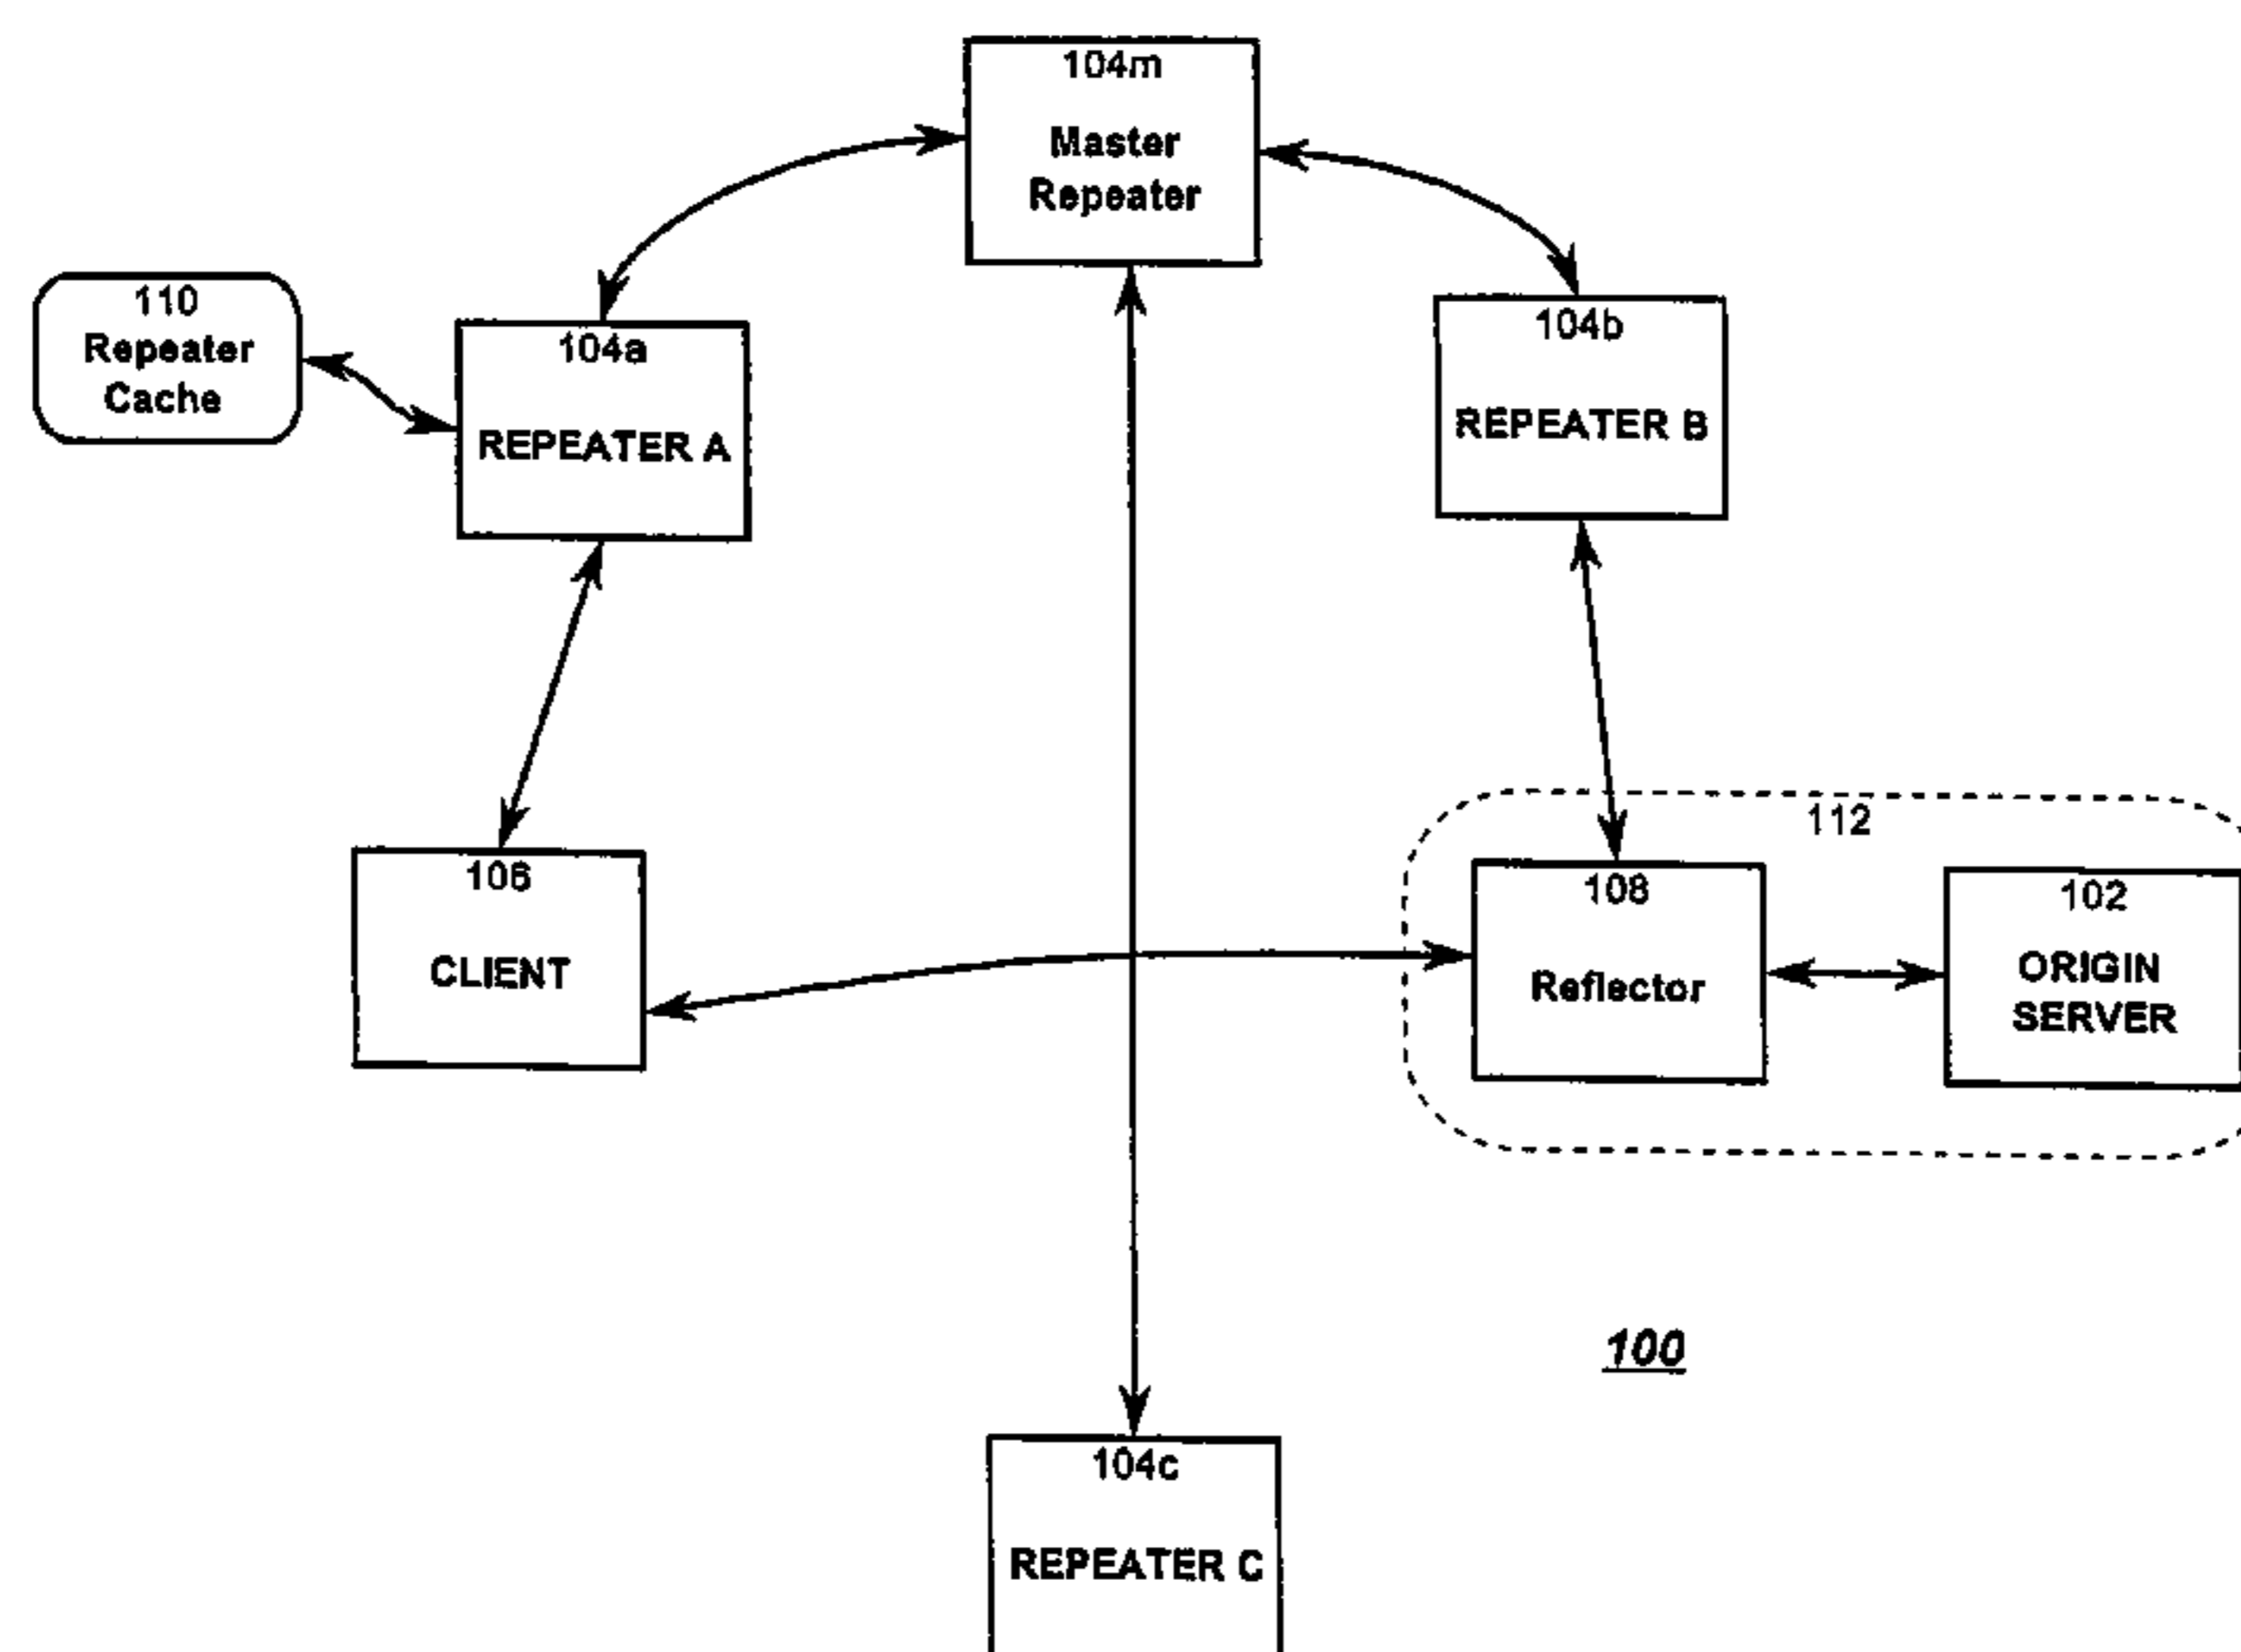 104m
Master
Repeater
110
Repeater
Cache
104a
REPEATER A
104b
REPEATER B
106
CLIENT
112
108
Reflector
102
ORIGIN
SERVER
100
104c
REPEATER C